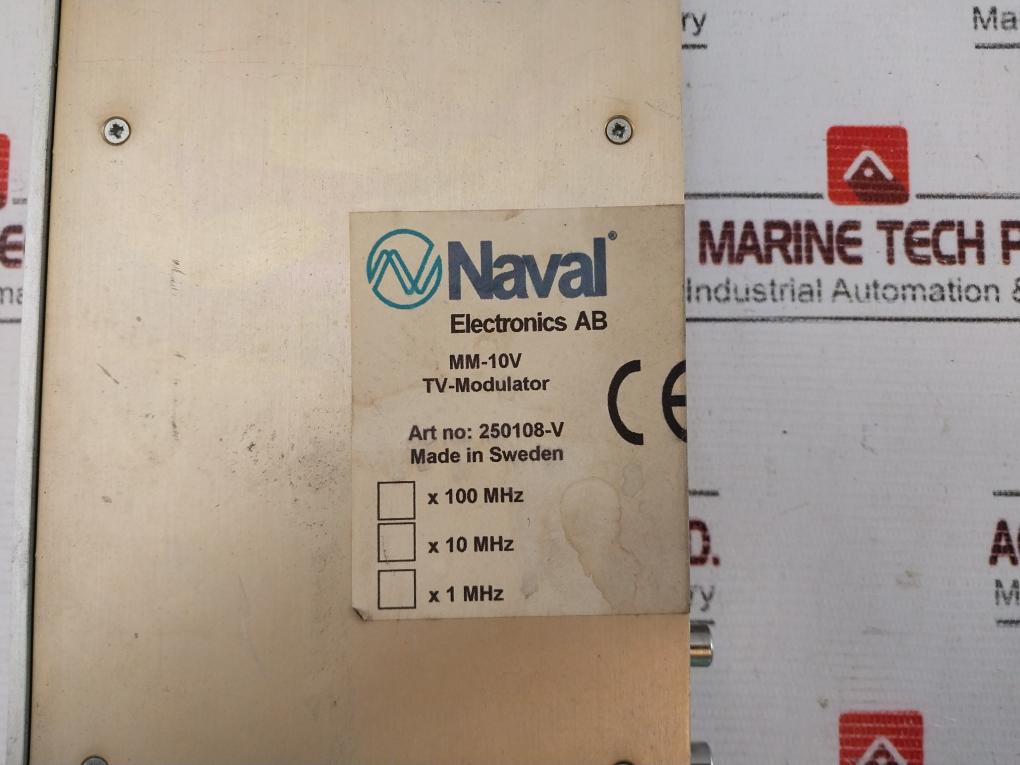 Naval®
Electronics AB
MM-10V
TV-Modulator
CE
Art no: 250108-V
Made in Sweden
x 100 MHz
x 10 MHz
x 1 MHz
MARINE TECH P
Industrial Automation &